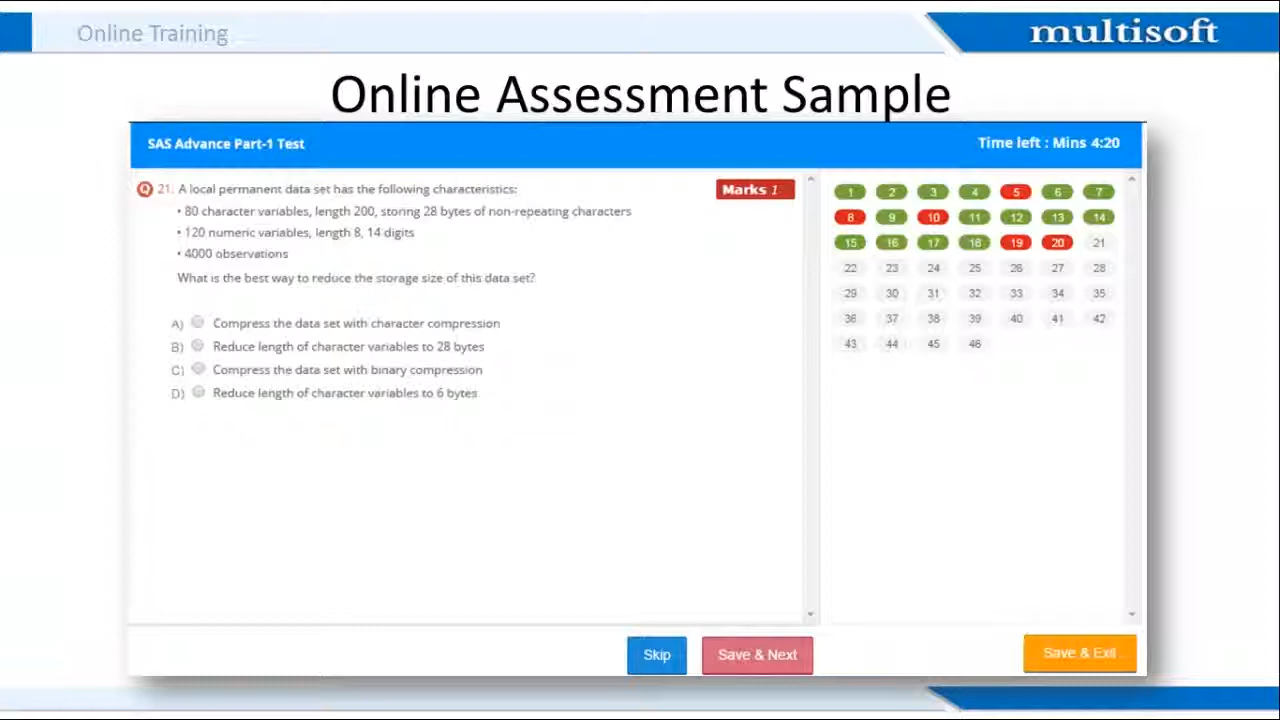 Online Training
multisoft
Online Assessment Sample
SAS Advance Part-1 Test
Time left : Mins 4:20
Q 21. A local permanent data set has the following characteristics:
Marks 1
• 80 character variables, length 200, storing 28 bytes of non-repeating characters
• 120 numeric variables, length 8, 14 digits
• 4000 observations
What is the best way to reduce the storage size of this data set?
A) Compress the data set with character compression
B) Reduce length of character variables to 28 bytes
C) Compress the data set with binary compression
D) Reduce length of character variables to 6 bytes
1 2 3 4 5 6 7
8 9 10 11 12 13 14
15 16 17 18 19 20 21
22 23 24 25 26 27 28
29 30 31 32 33 34 35
36 37 38 39 40 41 42
43 44 45 46
Skip
Save & Next
Save & Exit